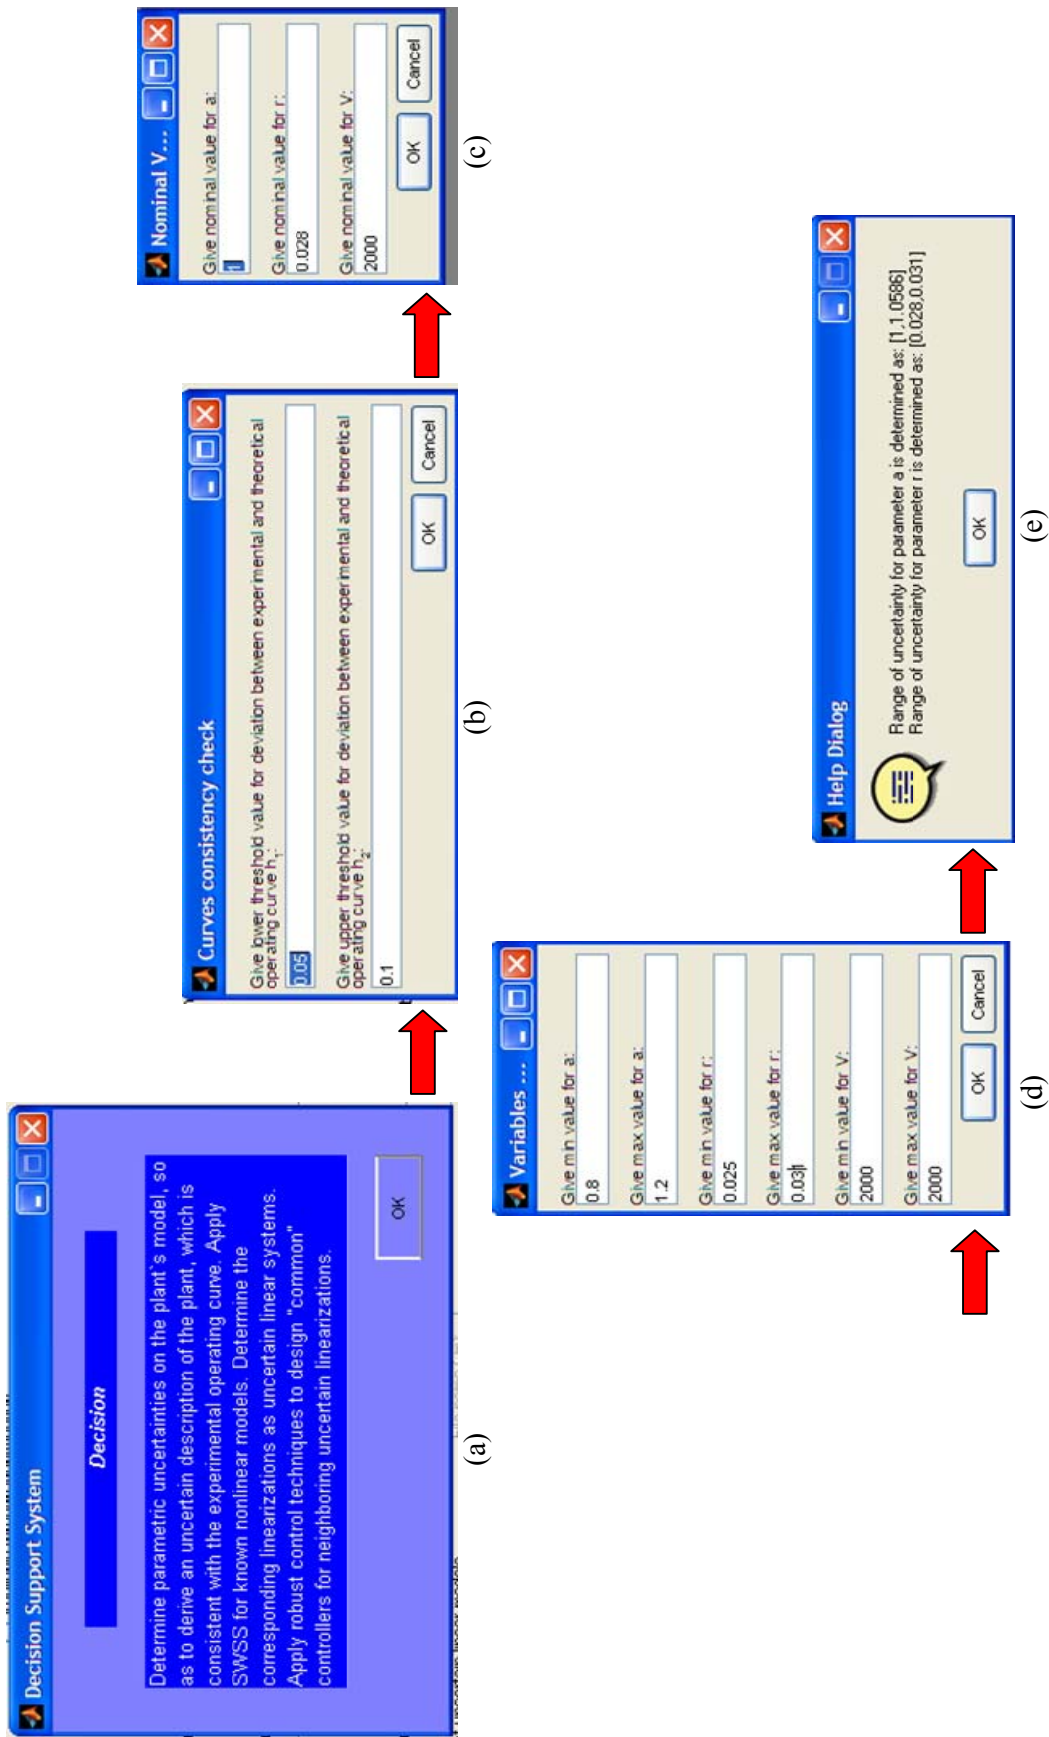 Decision Support System
Decision
Determine parametric uncertainties on the plant`s model, so
as to derive an uncertain description of the plant, which is
consistent with the experimental operating curve. Apply
SWSS for known nonlinear models. Determine the
corresponding linearizations as uncertain linear systems.
Apply robust control techniques to design "common"
controllers for neighboring uncertain linearizations.
OK
(a)
Curves consistency check
Give lower threshold value for deviation between experimental and theoretical
operating curve h1:
0.05
Give upper threshold value for deviation between experimental and theoretical
operating curve h2:
0.1
OK
Cancel
(b)
Nominal V...
Give nominal value for a:
1
Give nominal value for r:
0.028
Give nominal value for V:
2000
OK
Cancel
(c)
Variables ...
Give min value for a:
0.8
Give max value for a:
1.2
Give min value for r:
0.025
Give max value for r:
0.03
Give min value for V:
2000
Give max value for V:
2000
OK
Cancel
(d)
Help Dialog
Range of uncertainty for parameter a is determined as: [1,1.0586]
Range of uncertainty for parameter r is determined as: [0.028,0.031]
OK
(e)